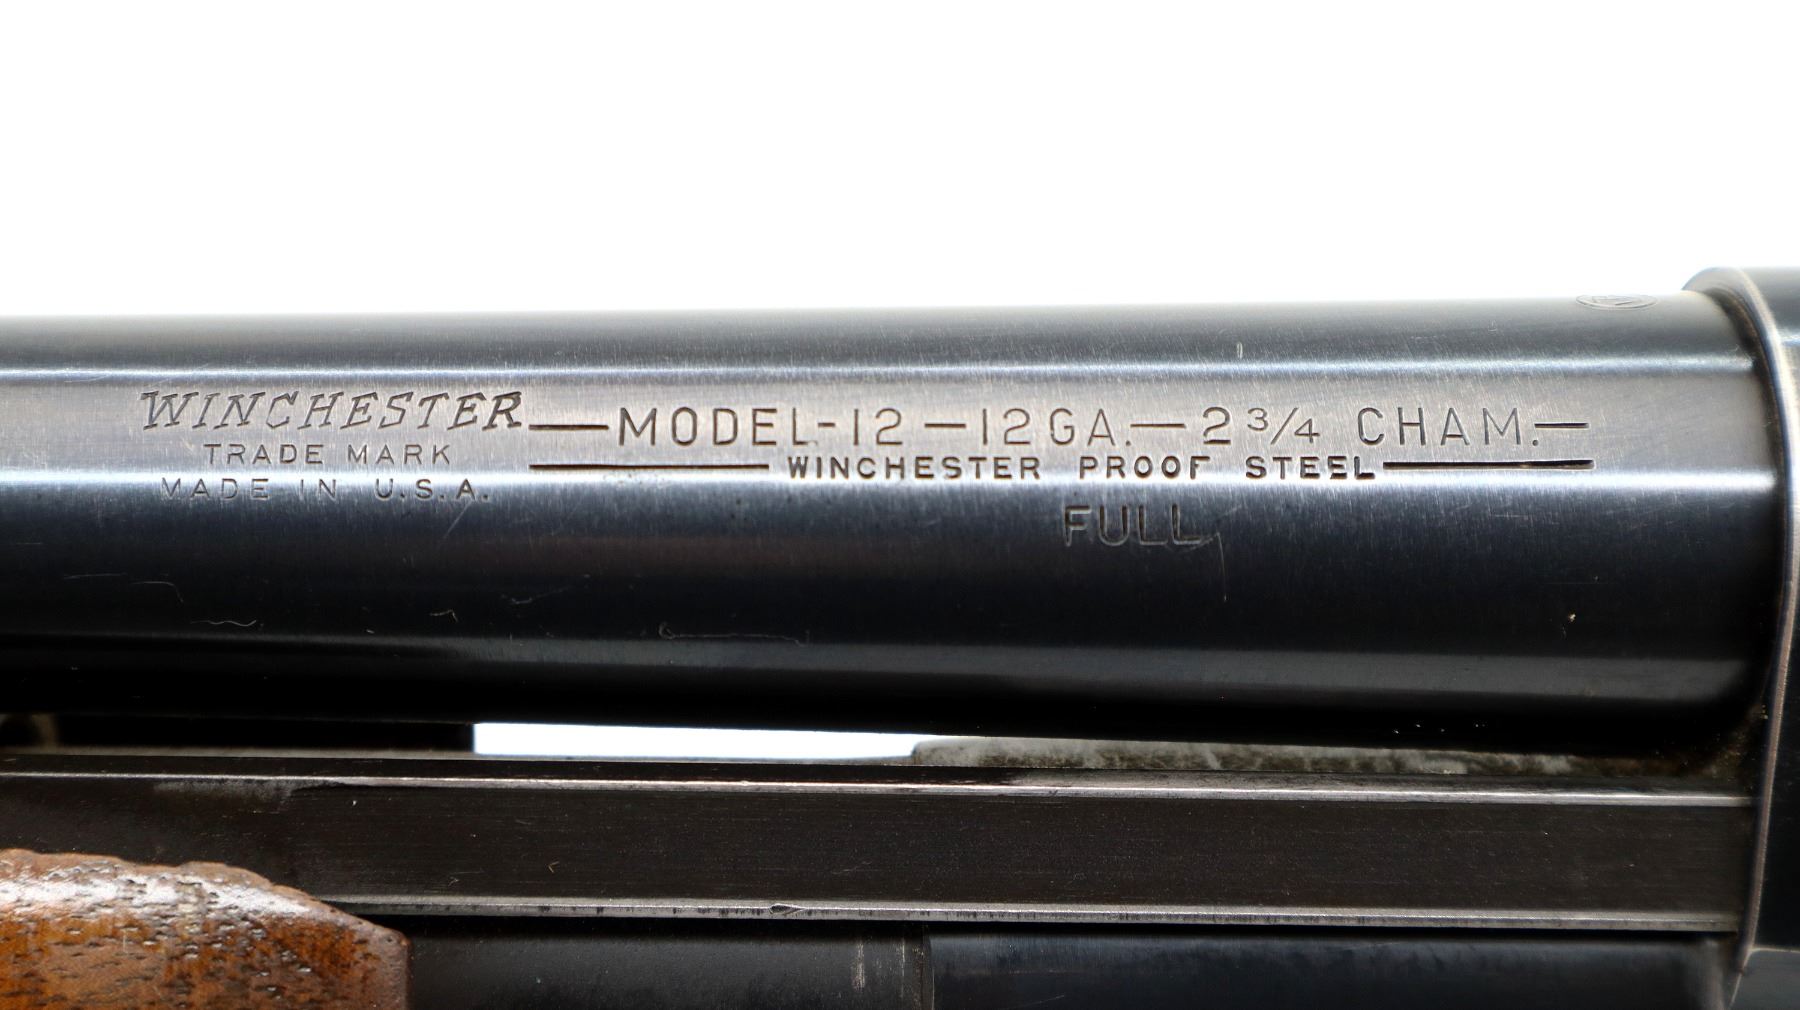 WINCHESTER
TRADE MARK
MADE IN U.S.A.
—MODEL-12—12GA.—2 3/4 CHAM.—
—WINCHESTER PROOF STEEL—
FULL